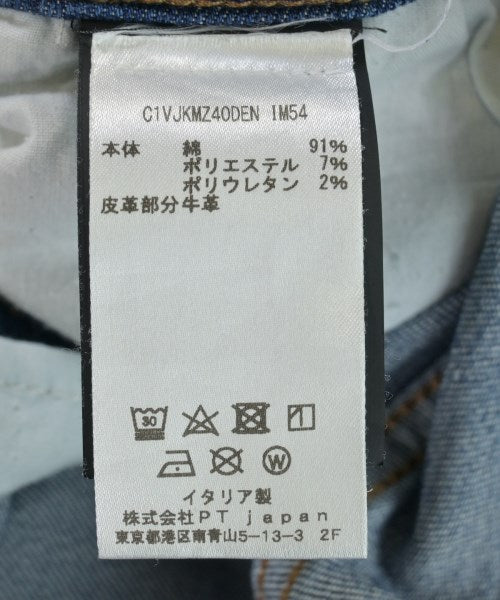 C1VJKMZ40DEN IM54
本体 綿 91%
ポリエステル 7%
ポリウレタン 2%
皮革部分牛革
30
W
イタリア製
株式会社PT japan
東京都港区南青山5-13-3 2F